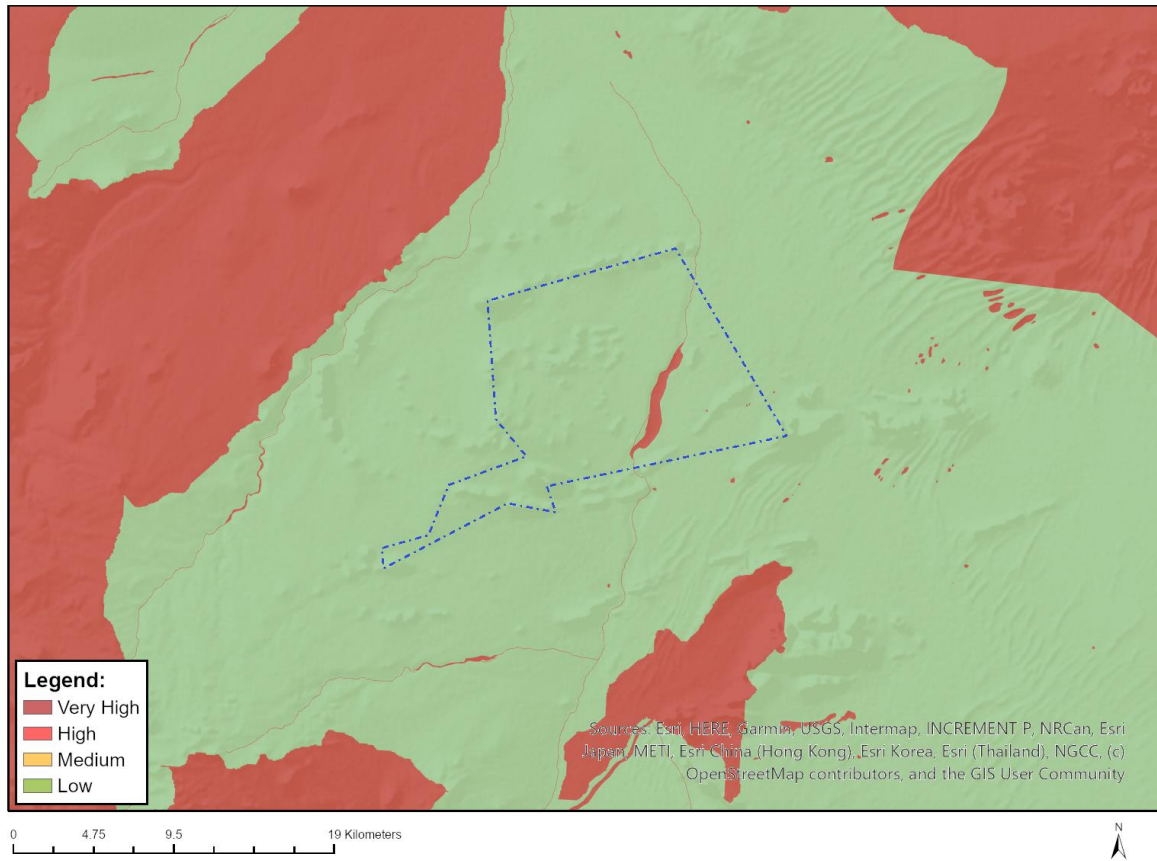 Legend:
Very High
High
Medium
Low
Sources: Esri, HERE, Garmin, USGS, Intermap, INCREMENT P, NRCan, Esri
Japan, METI, Esri China (Hong Kong), Esri Korea, Esri (Thailand), NGCC, (c)
OpenStreetMap contributors, and the GIS User Community
0 4.75 9.5 19 Kilometers
N